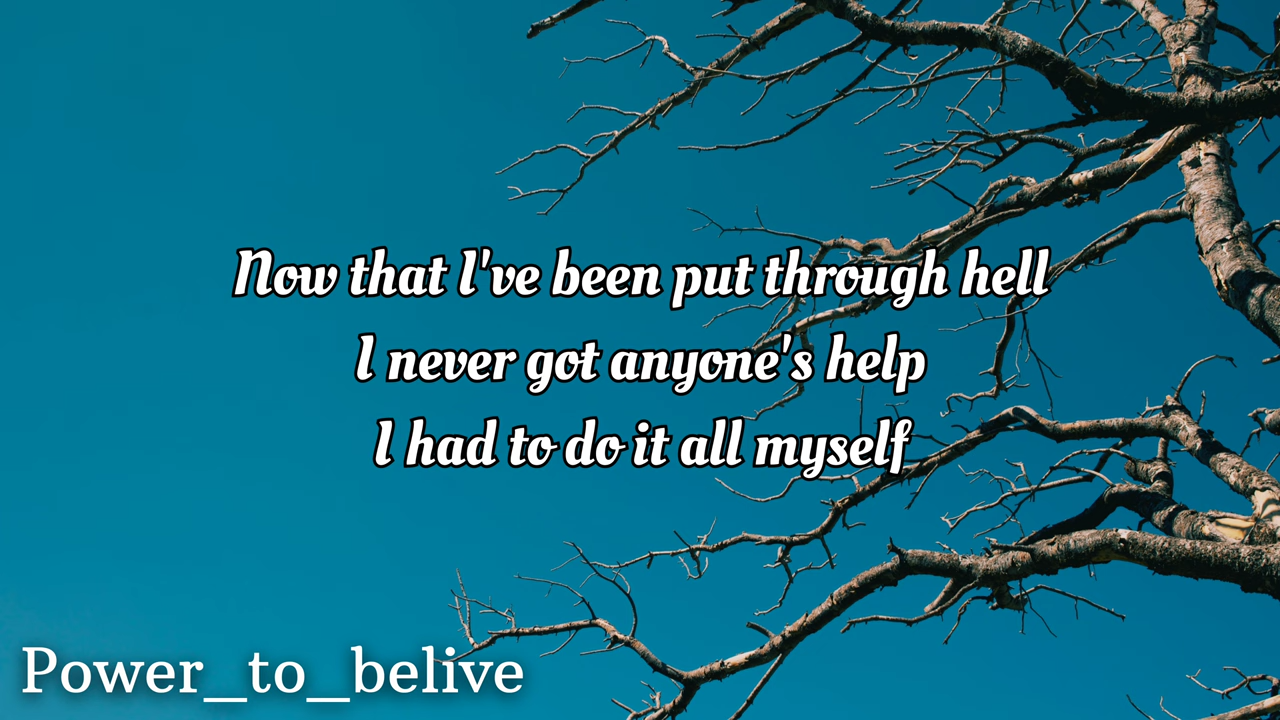 Now that I've been put through hell
I never got anyone's help
I had to do it all myself
Power_to_belive